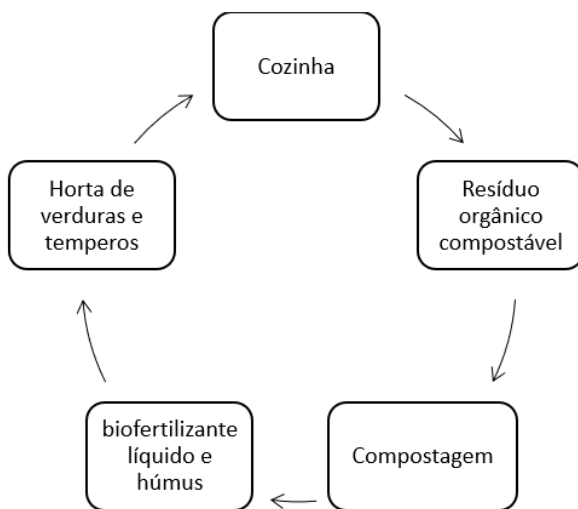 Cozinha
Resíduo
orgânico
compostável
Compostagem
biofertilizante
líquido e
húmus
Horta de
verduras e
temperos